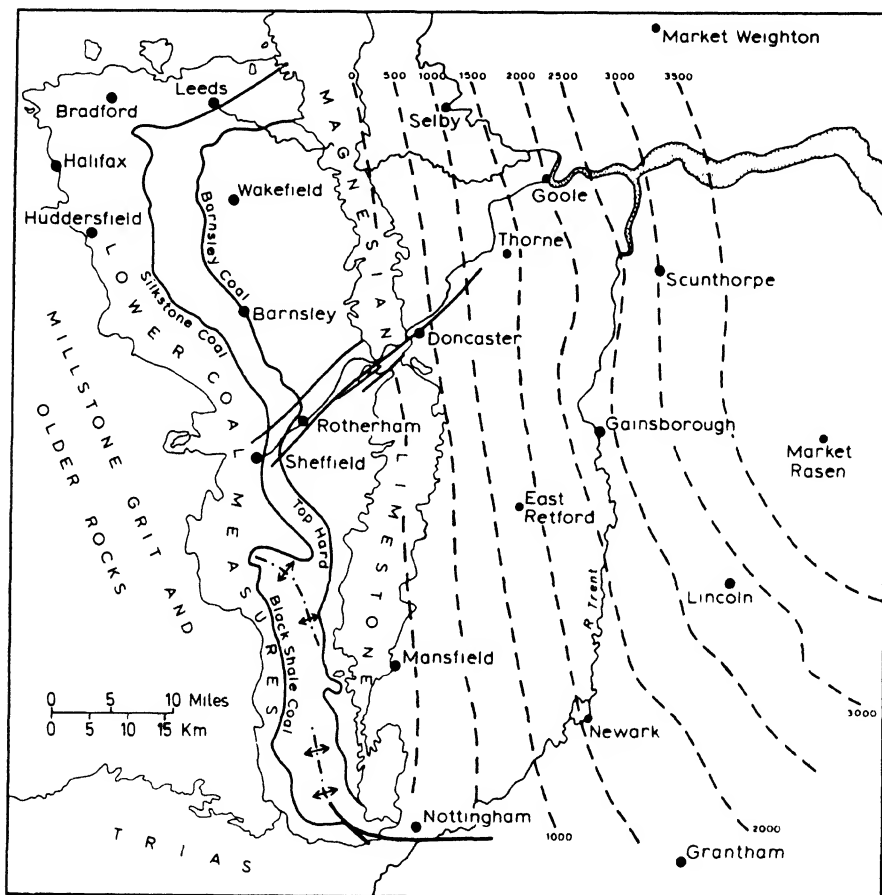 Market Weighton
Leeds
0
500
1000
1500
2000
2500
3000
3500
Bradford
Selby
Halifax
Wakefield
Goole
Huddersfield
Barnsley Coal
Thorne
Scunthorpe
Silkstone Coal
Barnsley
Doncaster
MAGNESIAN LIMESTONE
LOWER COAL MEASURES
MILLSTONE GRIT AND
OLDER ROCKS
Rotherham
Gainsborough
Sheffield
Market
Rasen
Top Hard
East
Retford
R Trent
Lincoln
Black Shale Coal
Mansfield
0 5 10 Miles
0 5 10 15 Km
3000
Newark
Nottingham
1000
2000
TRIAS
Grantham